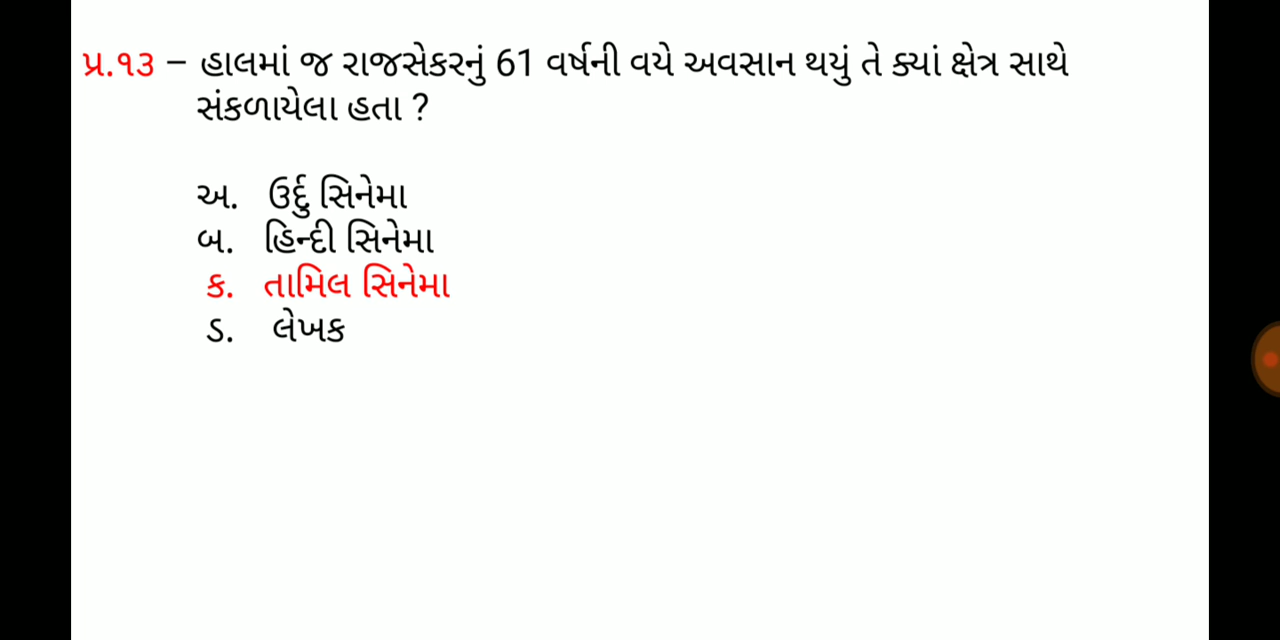 પ્ર.૧૩ – હાલમાં જ રાજસેકરનું 61 વર્ષની વયે અવસાન થયું તે ક્યાં ક્ષેત્ર સાથે
સંકળાયેલા હતા ?
અ. ઉર્દુ સિનેમા
બ. હિન્દી સિનેમા
ક. તામિલ સિનેમા
ડ. લેખક